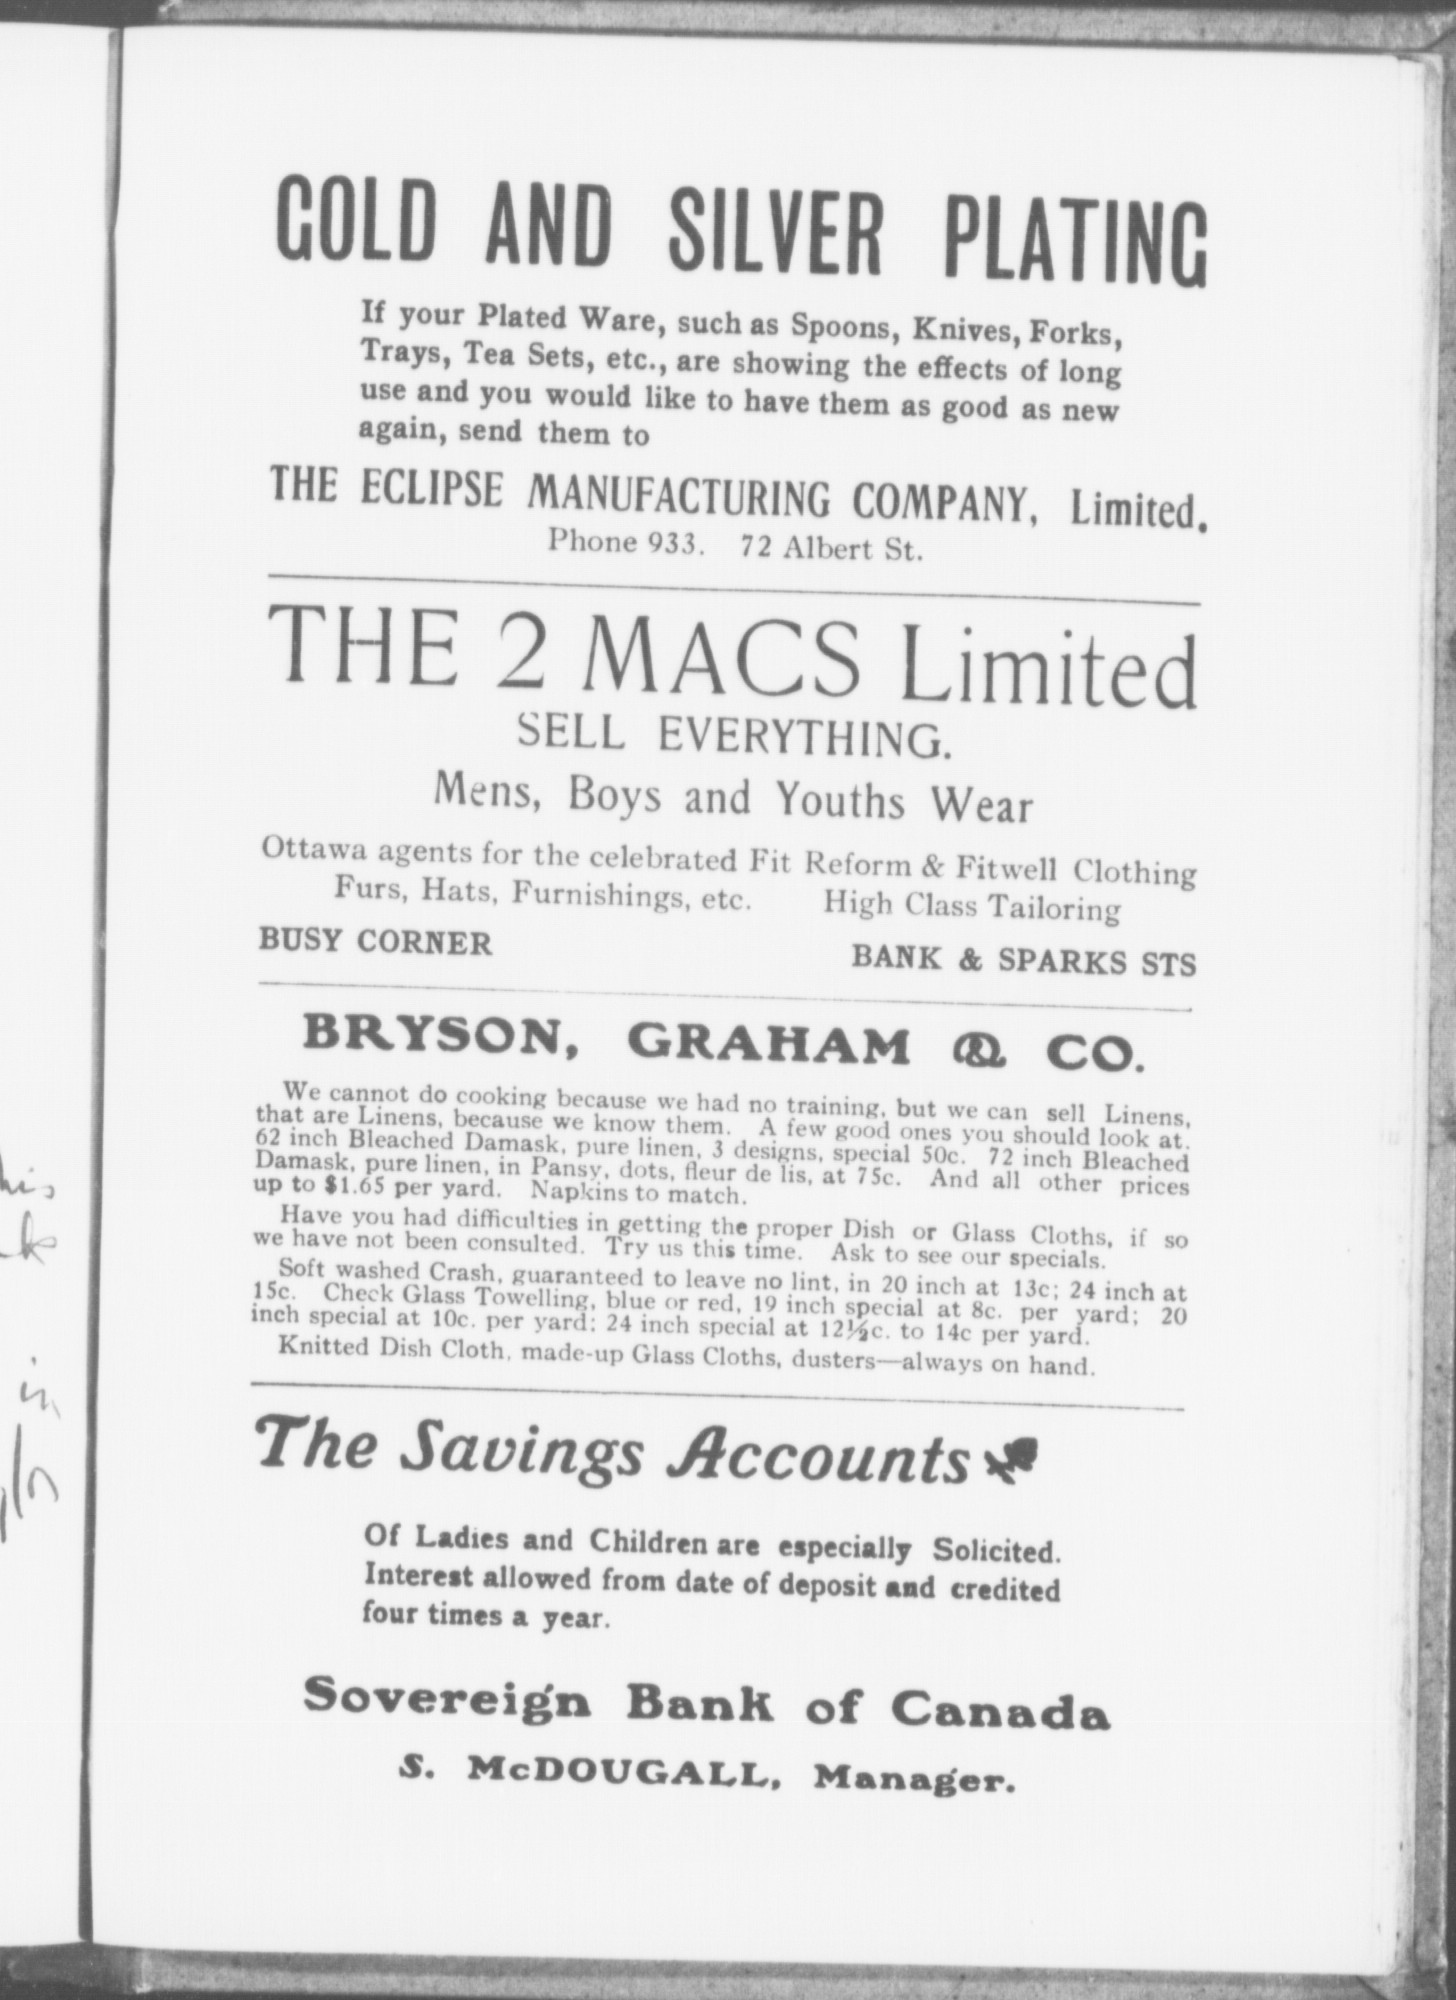 GOLD AND SILVER PLATING
If your Plated Ware, such as Spoons, Knives, Forks,
Trays, Tea Sets, etc., are showing the effects of long
use and you would like to have them as good as new
again, send them to
THE ECLIPSE MANUFACTURING COMPANY, Limited.
Phone 933. 72 Albert St.
THE 2 MACS Limited
SELL EVERYTHING.
Mens, Boys and Youths Wear
Ottawa agents for the celebrated Fit Reform & Fitwell Clothing
Furs, Hats, Furnishings, etc. High Class Tailoring
BUSY CORNER BANK & SPARKS STS
BRYSON, GRAHAM & CO.
We cannot do cooking because we had no training, but we can sell Linens,
that are Linens, because we know them. A few good ones you should look at.
62 inch Bleached Damask, pure linen, 3 designs, special 50c. 72 inch Bleached
Damask, pure linen, in Pansy, dots, fleur de lis, at 75c. And all other prices
up to $1.65 per yard. Napkins to match.
Have you had difficulties in getting the proper Dish or Glass Cloths, if so
we have not been consulted. Try us this time. Ask to see our specials.
Soft washed Crash, guaranteed to leave no lint, in 20 inch at 13c; 24 inch at
15c. Check Glass Towelling, blue or red, 19 inch special at 8c. per yard; 20
inch special at 10c. per yard: 24 inch special at 12½c. to 14c per yard.
Knitted Dish Cloth, made-up Glass Cloths, dusters—always on hand.
The Savings Accounts
Of Ladies and Children are especially Solicited.
Interest allowed from date of deposit and credited
four times a year.
Sovereign Bank of Canada
S. McDOUGALL, Manager.
in